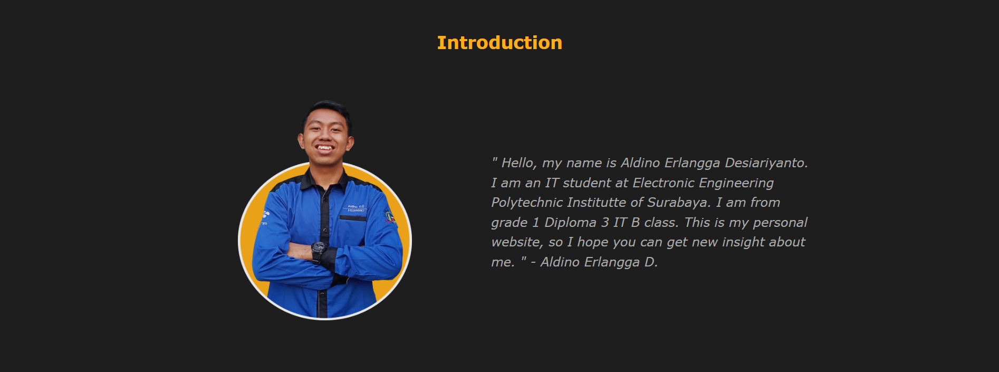 Introduction
" Hello, my name is Aldino Erlangga Desiariyanto.
I am an IT student at Electronic Engineering
Polytechnic Institutte of Surabaya. I am from
grade 1 Diploma 3 IT B class. This is my personal
website, so I hope you can get new insight about
me. " - Aldino Erlangga D.
Aldino E.D